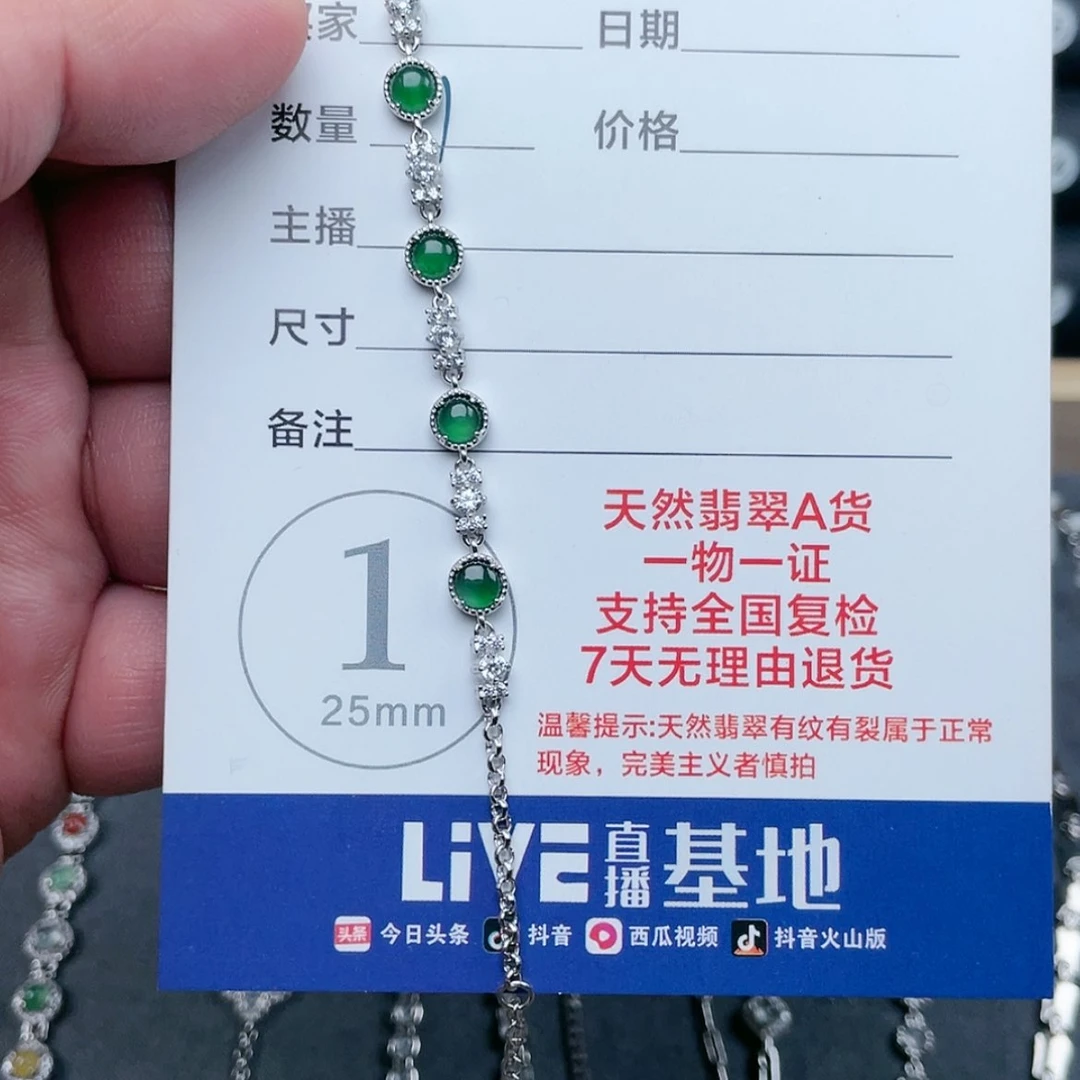 家 日期
数量 价格
主播
尺寸
备注
1
25mm
天然翡翠A货
一物一证
支持全国复检
7天无理由退货
温馨提示:天然翡翠有纹有裂属于正常
现象，完美主义者慎拍
LiVE直播基地
头条 今日头条 抖音 西瓜视频 抖音火山版